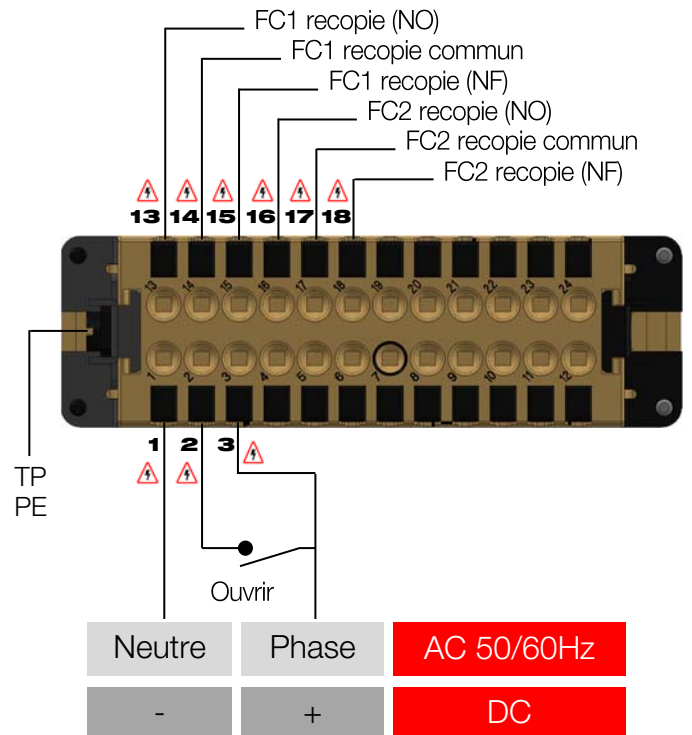 FC1 recopie (NO)
FC1 recopie commun
FC1 recopie (NF)
FC2 recopie (NO)
FC2 recopie commun
FC2 recopie (NF)
13 14 15 16 17 18
13 14 15 16 17 18 19 20 21 22 23 24
1 2 3 4 5 6 7 8 9 10 11 12
1 2 3
TP
PE
Ouvrir
Neutre Phase AC 50/60Hz
- + DC